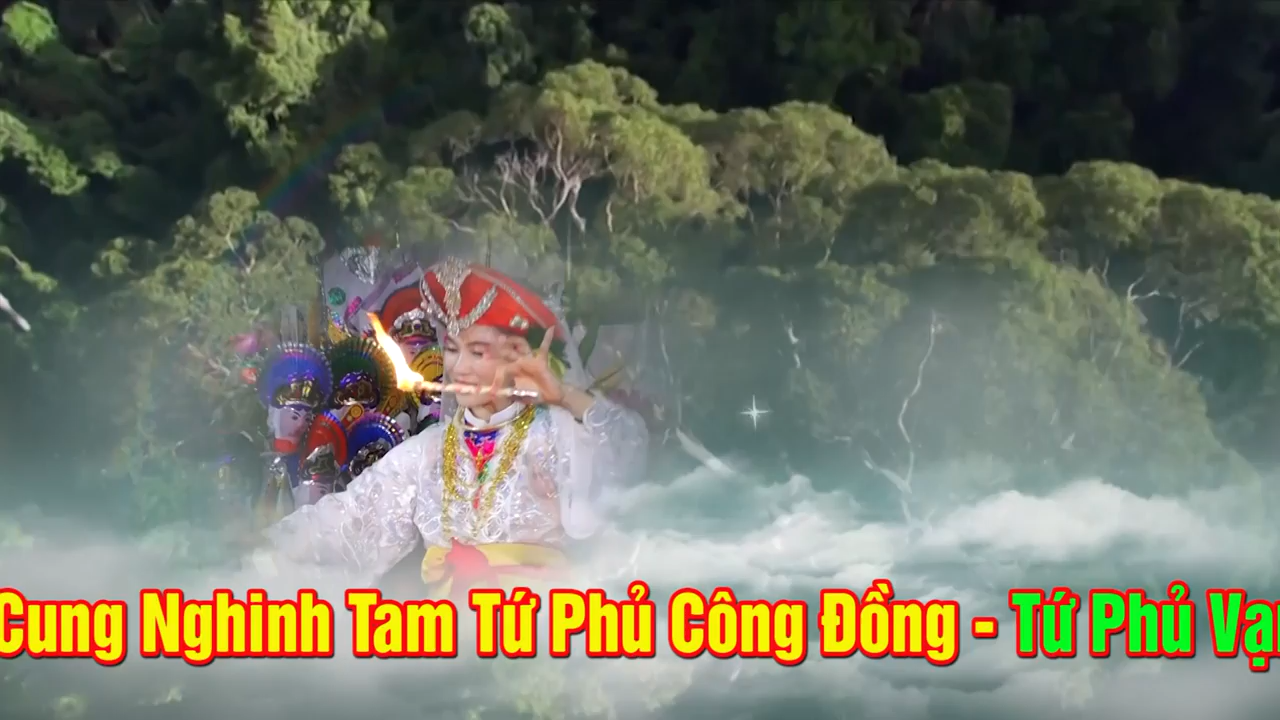 Cung Nghinh Tam Tứ Phủ Công Đồng - Tứ Phủ